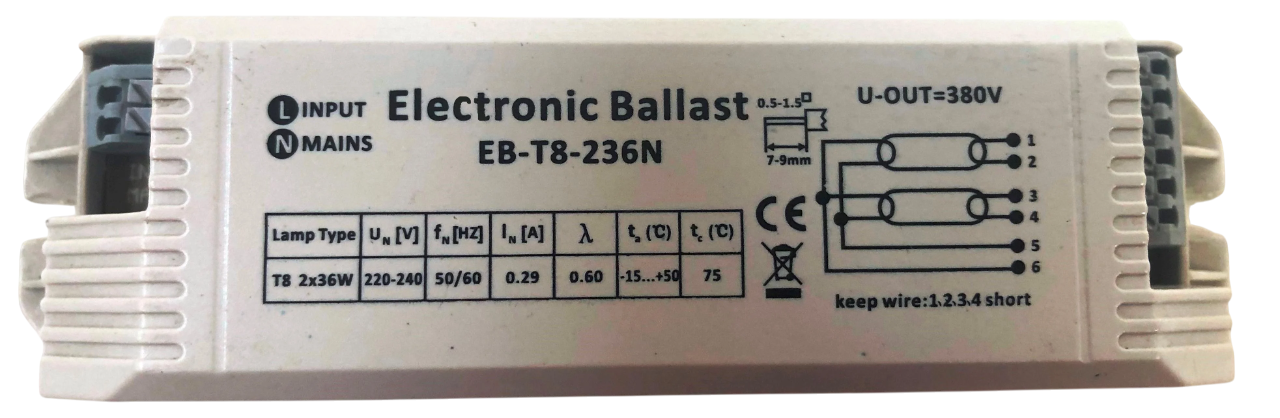 L INPUT
N MAINS
Electronic Ballast
EB-T8-236N
0.5-1.5□
7-9mm
U-OUT=380V
1
2
3
4
5
6
keep wire:1.2.3.4 short
CE
Lamp Type UN [V] fN[HZ] IN [A] λ ta (℃) tc (℃)
T8 2x36W 220-240 50/60 0.29 0.60 -15...+50 75